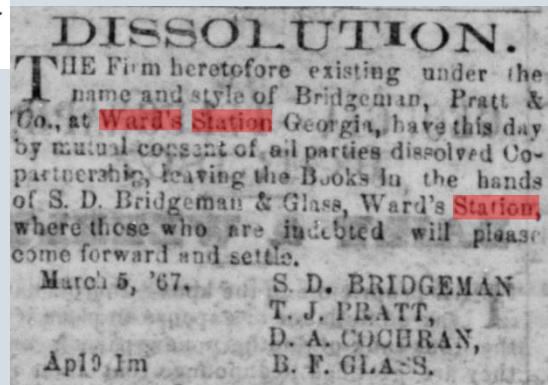 DISSOLUTION.
THE Firm heretofore existing under the
name and style of Bridgeman, Pratt &
Co., at Ward's Station Georgia, have this day
by mutual consent of all parties dissolved Co-
partnership, leaving the Books in the hands
of S. D. Bridgeman & Glass, Ward's Station,
where those who are indebted will please
come forward and settle.
March 5, '67. S. D. BRIDGEMAN
T. J. PRATT,
D. A. COCHRAN,
Ap19 1m B. F. GLASS.